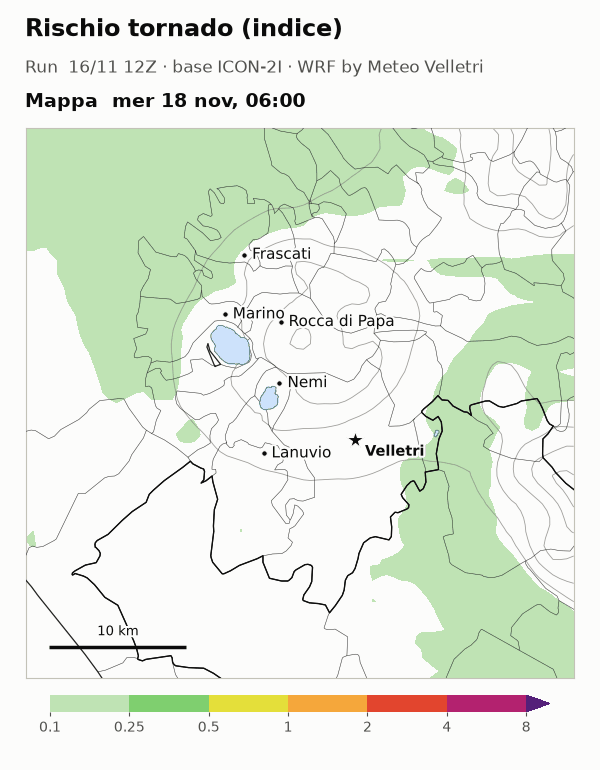 Rischio tornado (indice)
Run  16/11 12Z · base ICON-2I · WRF by Meteo Velletri
Mappa  mer 18 nov, 06:00
Frascati
Marino
Rocca di Papa
Nemi
Velletri
Lanuvio
10 km
0.1 0.25 0.5 1 2 4 8